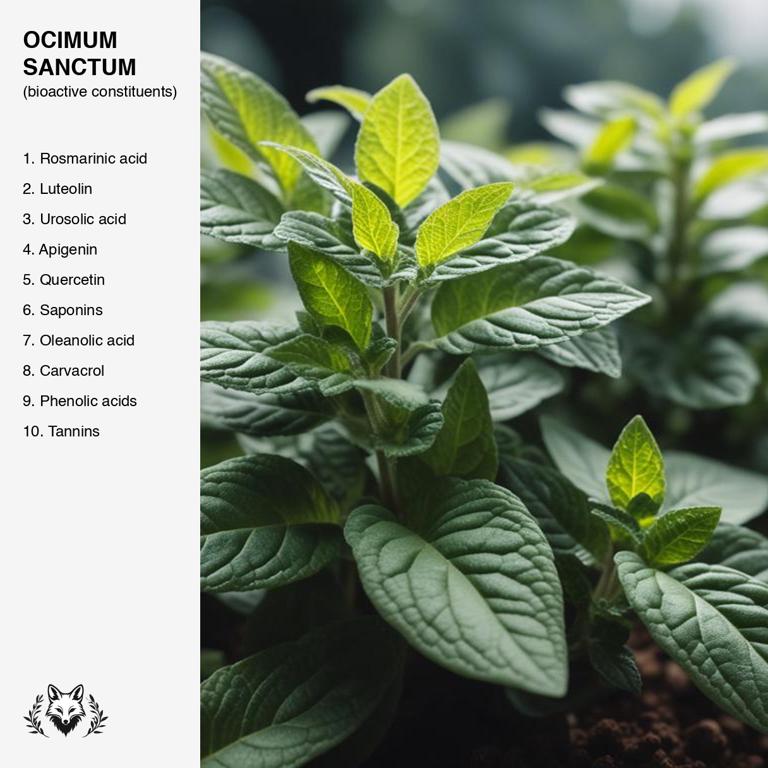 OCIMUM
SANCTUM
(bioactive constituents)
1. Rosmarinic acid
2. Luteolin
3. Urosolic acid
4. Apigenin
5. Quercetin
6. Saponins
7. Oleanolic acid
8. Carvacrol
9. Phenolic acids
10. Tannins